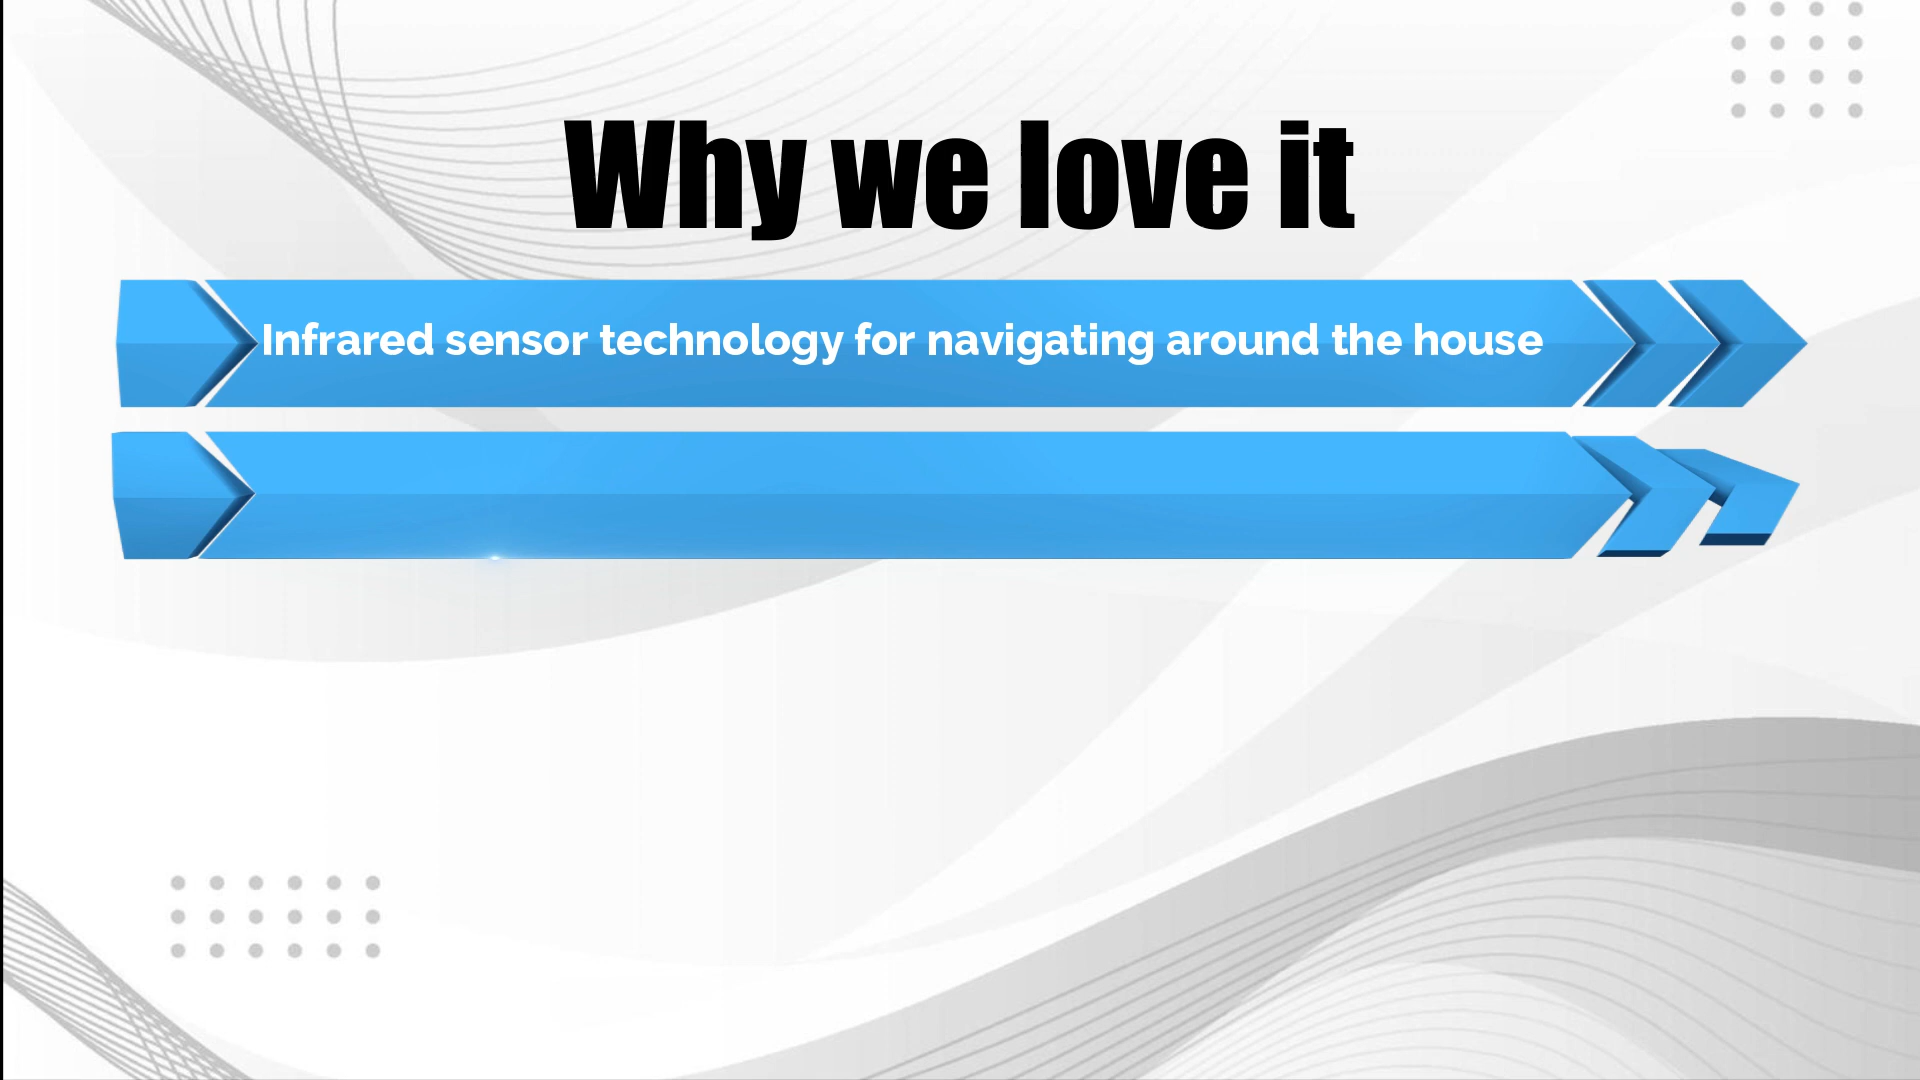 Why we love it
Infrared sensor technology for navigating around the house